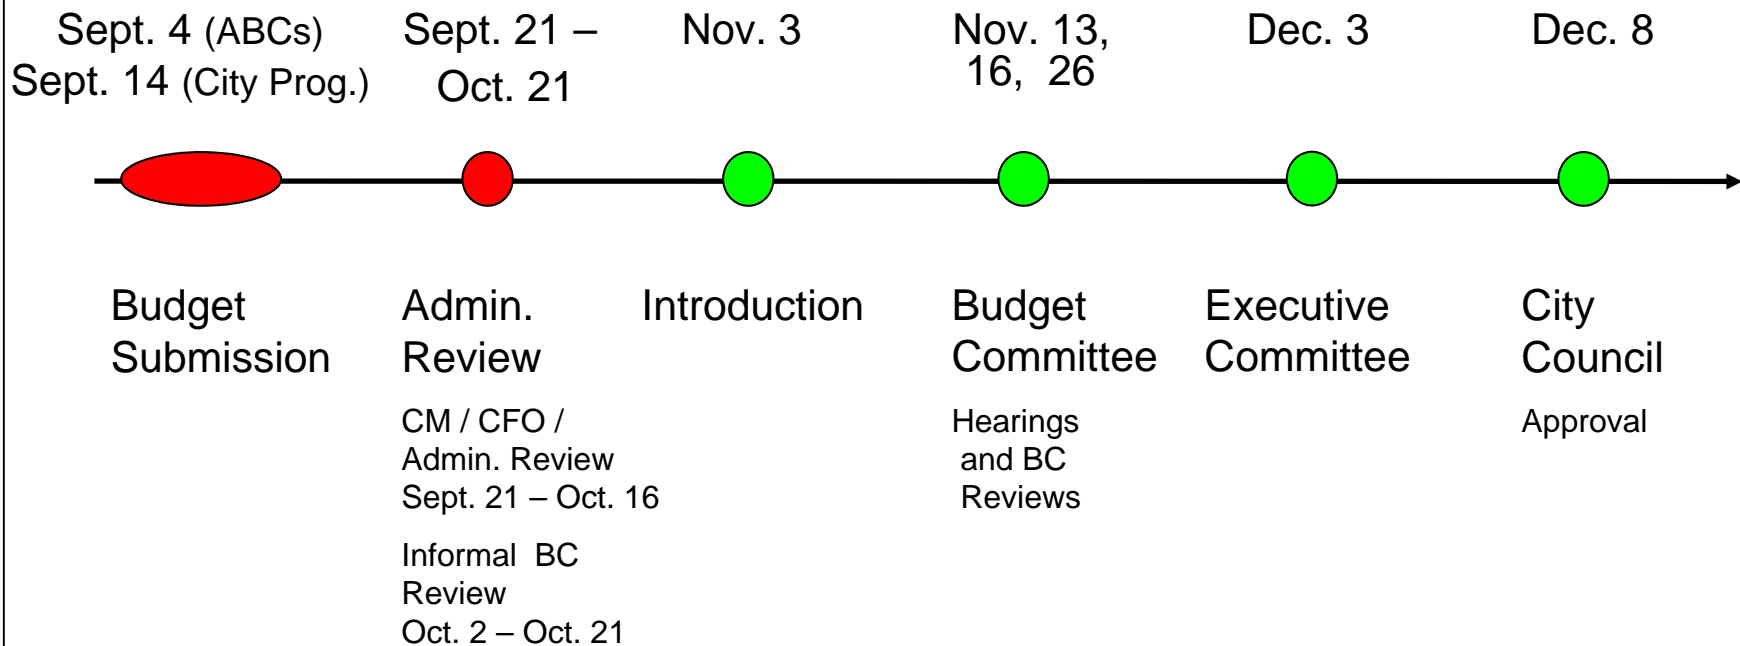 Sept. 4 (ABCs)
Sept. 14 (City Prog.)
Sept. 21 –
Oct. 21
Nov. 3
Nov. 13,
16, 26
Dec. 3
Dec. 8
Budget
Submission
Admin.
Review
CM / CFO /
Admin. Review
Sept. 21 – Oct. 16
Informal BC
Review
Oct. 2 – Oct. 21
Introduction
Budget
Committee
Hearings
and BC
Reviews
Executive
Committee
City
Council
Approval